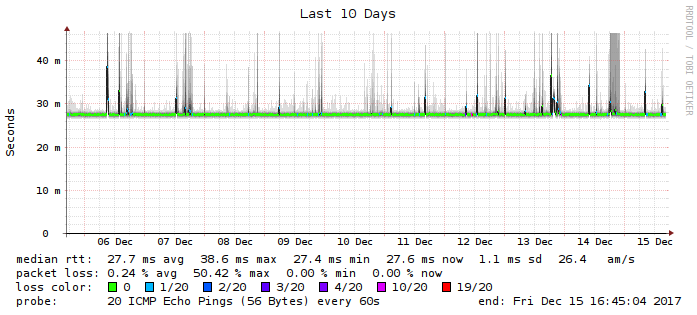 Last 10 Days
RRDTOOL / TOBI OETIKER
Seconds
40 m
30 m
20 m
10 m
0
06 Dec 07 Dec 08 Dec 09 Dec 10 Dec 11 Dec 12 Dec 13 Dec 14 Dec 15 Dec
median rtt: 27.7 ms avg 38.6 ms max 27.4 ms min 27.6 ms now 1.1 ms sd 26.4 am/s
packet loss: 0.24 % avg 50.42 % max 0.00 % min 0.00 % now
loss color: 0 1/20 2/20 3/20 4/20 10/20 19/20
probe: 20 ICMP Echo Pings (56 Bytes) every 60s end: Fri Dec 15 16:45:04 2017